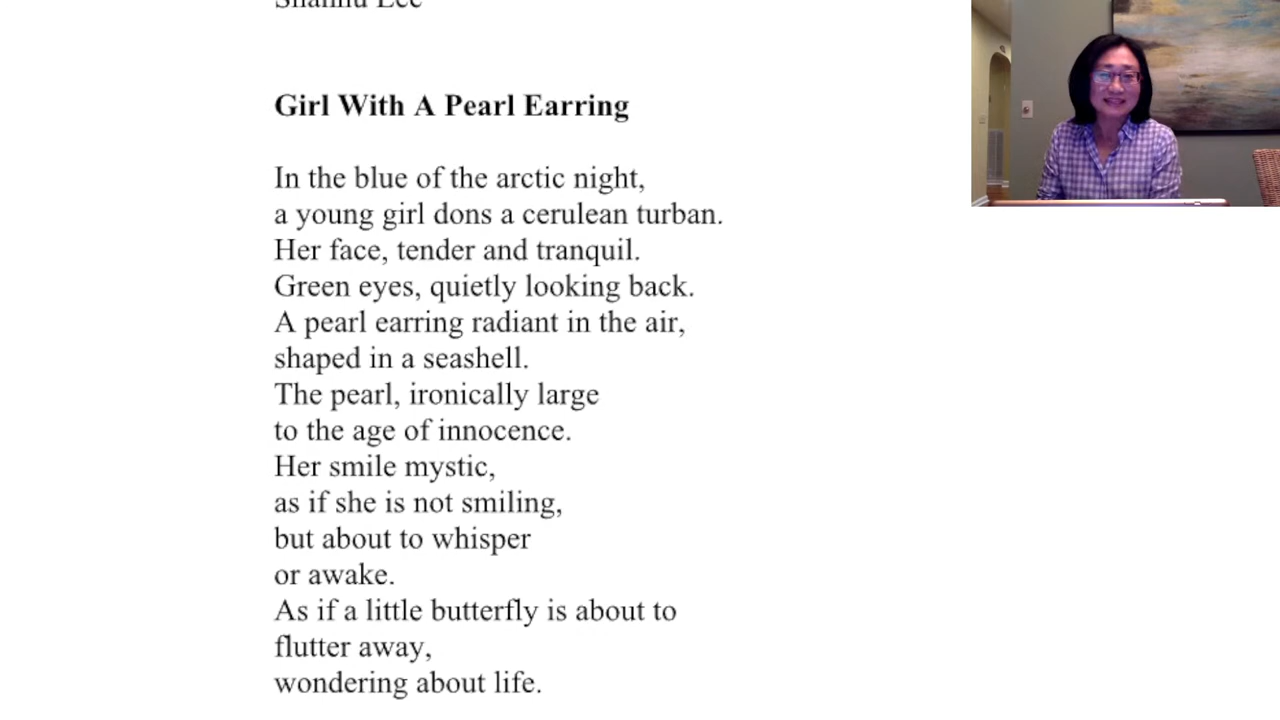 Girl With A Pearl Earring
In the blue of the arctic night,
a young girl dons a cerulean turban.
Her face, tender and tranquil.
Green eyes, quietly looking back.
A pearl earring radiant in the air,
shaped in a seashell.
The pearl, ironically large
to the age of innocence.
Her smile mystic,
as if she is not smiling,
but about to whisper
or awake.
As if a little butterfly is about to
flutter away,
wondering about life.